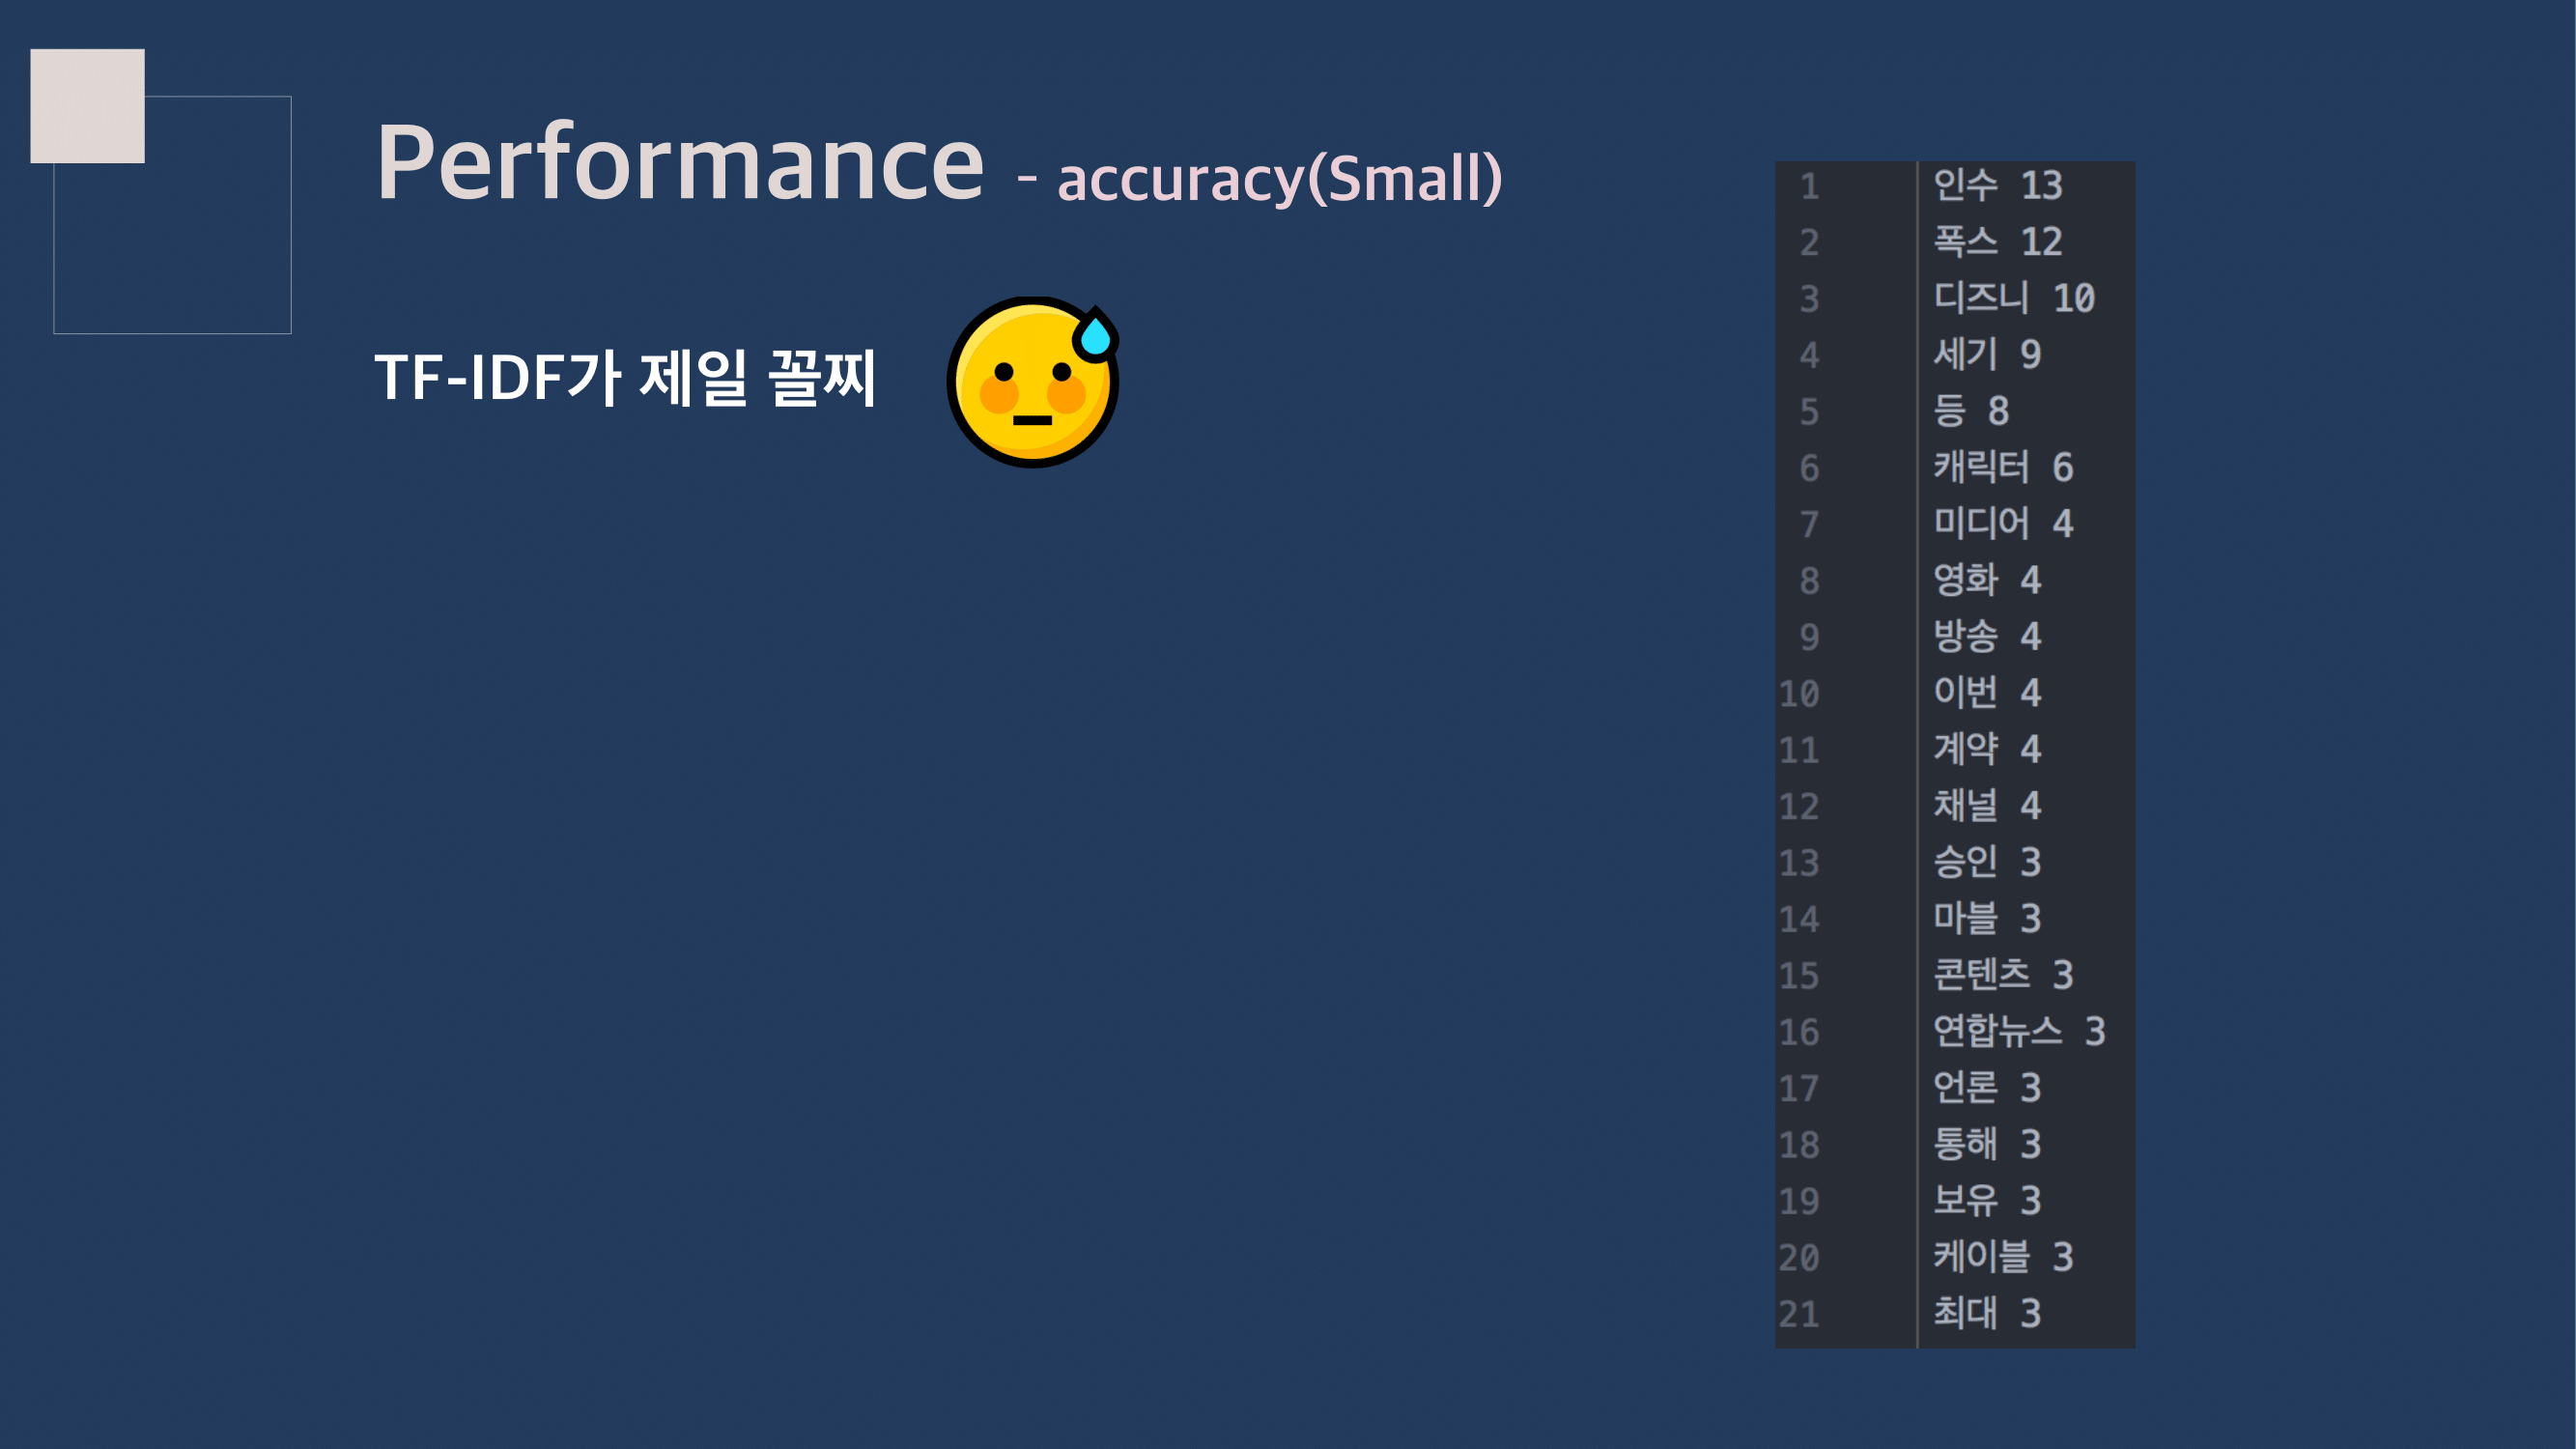 Performance - accuracy(Small)
TF-IDF가 제일 꼴찌
1 인수 13
2 폭스 12
3 디즈니 10
4 세기 9
5 등 8
6 캐릭터 6
7 미디어 4
8 영화 4
9 방송 4
10 이번 4
11 계약 4
12 채널 4
13 승인 3
14 마블 3
15 콘텐츠 3
16 연합뉴스 3
17 언론 3
18 통해 3
19 보유 3
20 케이블 3
21 최대 3